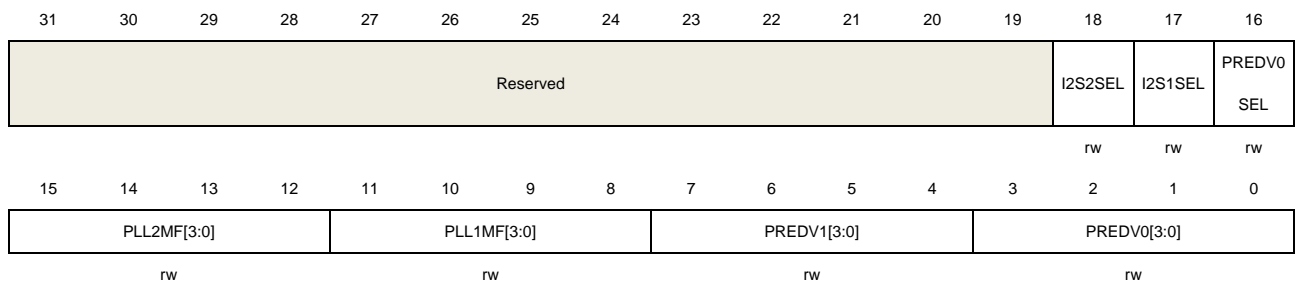 31 30 29 28 27 26 25 24 23 22 21 20 19 18 17 16
Reserved I2S2SEL I2S1SEL PREDV0
SEL
rw rw rw
15 14 13 12 11 10 9 8 7 6 5 4 3 2 1 0
PLL2MF[3:0] PLL1MF[3:0] PREDV1[3:0] PREDV0[3:0]
rw rw rw rw